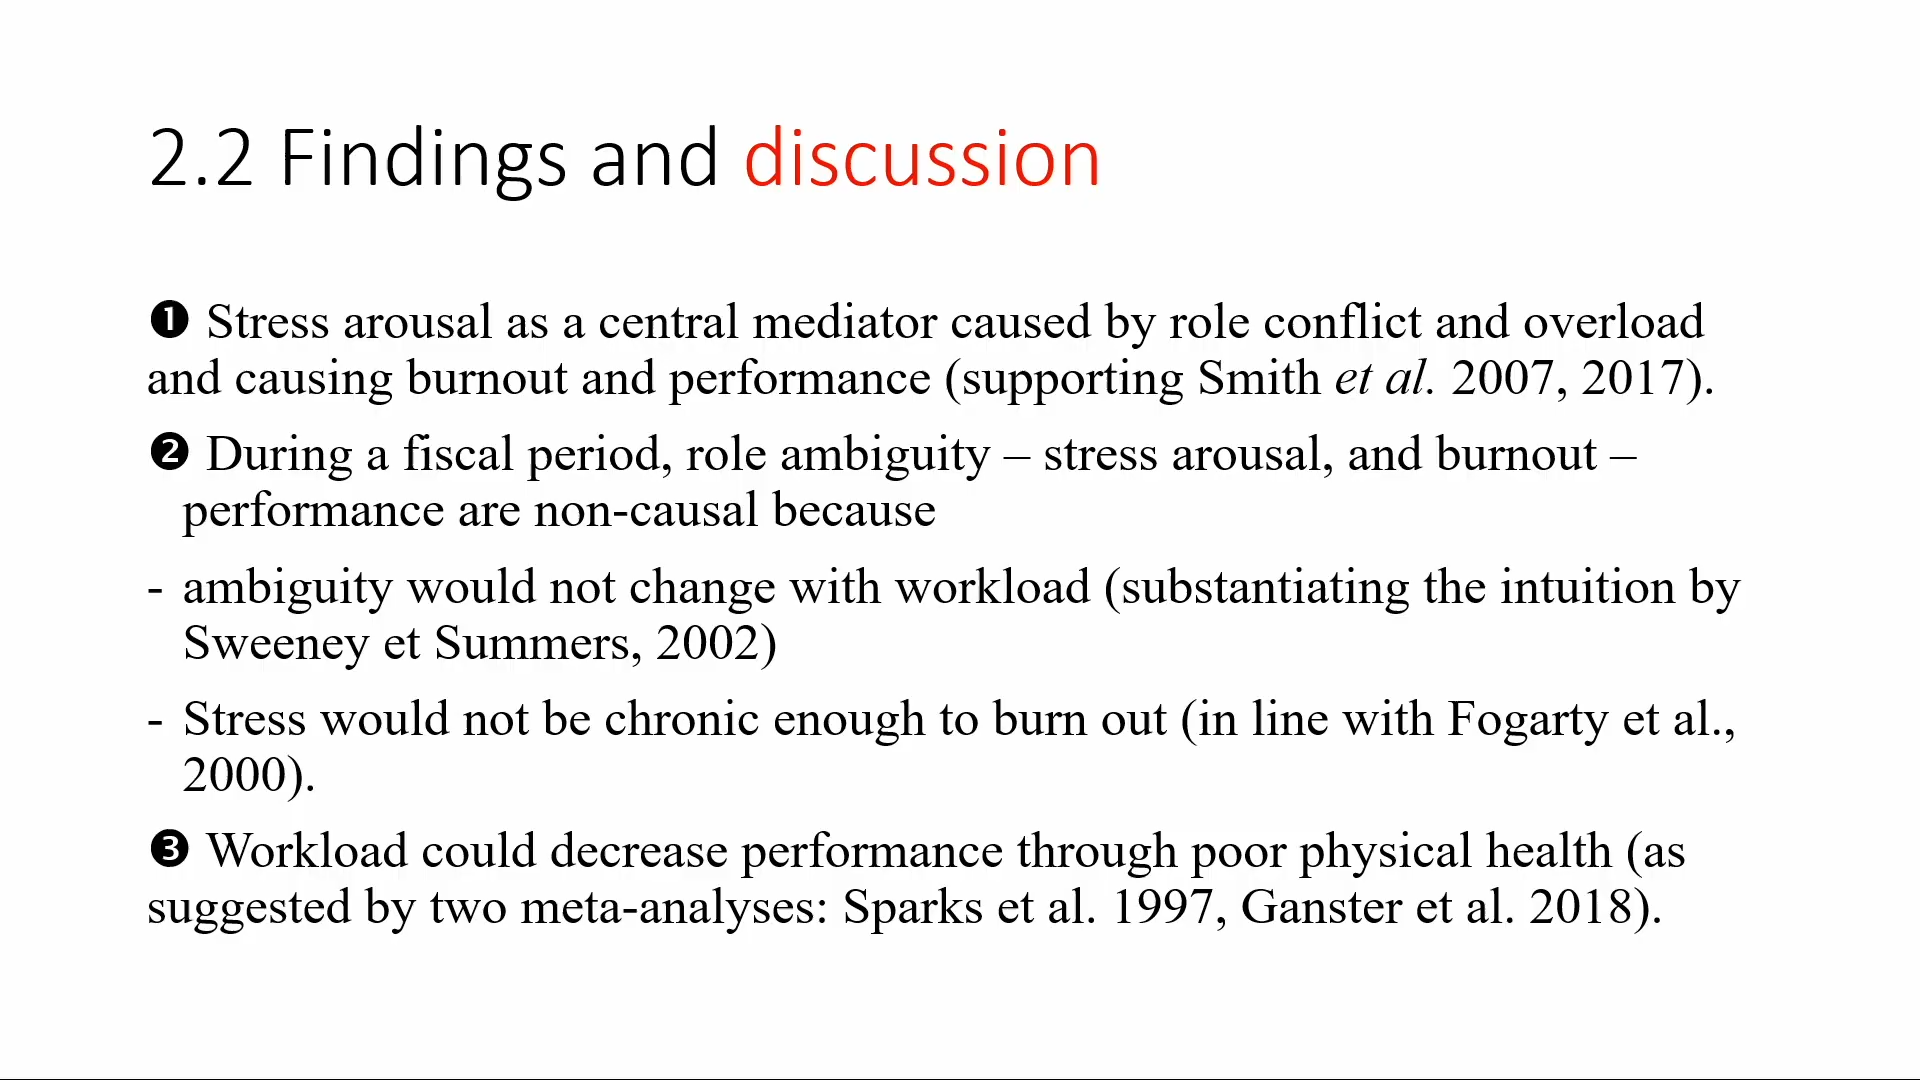 2.2 Findings and discussion
❶ Stress arousal as a central mediator caused by role conflict and overload
and causing burnout and performance (supporting Smith et al. 2007, 2017).
❷ During a fiscal period, role ambiguity – stress arousal, and burnout –
performance are non-causal because
- ambiguity would not change with workload (substantiating the intuition by
Sweeney et Summers, 2002)
- Stress would not be chronic enough to burn out (in line with Fogarty et al.,
2000).
❸ Workload could decrease performance through poor physical health (as
suggested by two meta-analyses: Sparks et al. 1997, Ganster et al. 2018).